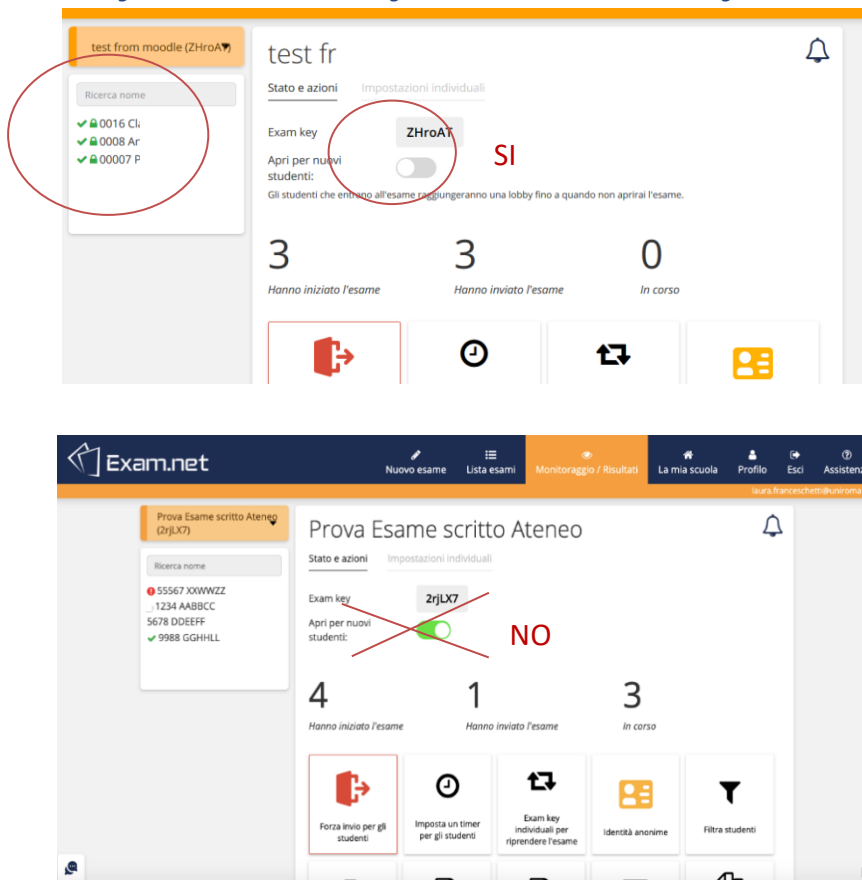 test from moodle (ZHroAT)
test fr
Stato e azioni Impostazioni individuali
Ricerca nome
0016
0008
00007
Exam key ZHroAT
Apri per nuovi
studenti:
SI
Gli studenti che entrano all'esame raggiungeranno una lobby fino a quando non aprirai l'esame.
3 3 0
Hanno iniziato l'esame Hanno inviato l'esame In corso
Exam.net
Nuovo esame Lista esami Monitoraggio / Risultati La mia scuola Profilo Esci
Prova Esame scritto Ateneo
(2rjLX7)
Ricerca nome
55567 XXWWZZ
1234 AABBCC
5678 DDEEFF
9988 GGHHLL
Prova Esame scritto Ateneo
Stato e azioni Impostazioni individuali
Exam key 2rjLX7
Apri per nuovi
studenti:
NO
4 1 3
Hanno iniziato l'esame Hanno inviato l'esame In corso
Forza invio per gli
studenti
Imposta un timer
per gli studenti
Exam key
individuali per
riprendere l'esame
Identità anonime
Filtra studenti